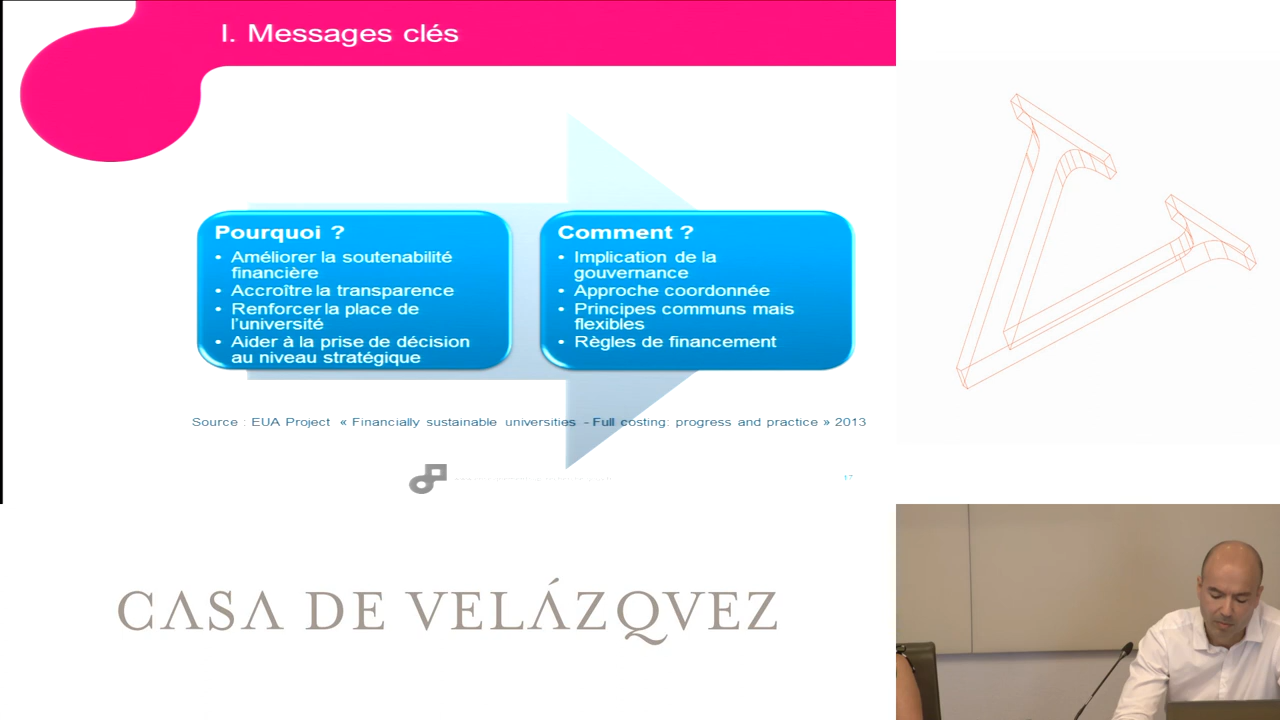 I. Messages clés
Pourquoi ?
• Améliorer la soutenabilité
financière
• Accroître la transparence
• Renforcer la place de
l'université
• Aider à la prise de décision
au niveau stratégique
Comment ?
• Implication de la
gouvernance
• Approche coordonnée
• Principes communs mais
flexibles
• Règles de financement
Source : EUA Project « Financially sustainable universities - Full costing: progress and practice » 2013
17
CASA DE VELÁZQVEZ